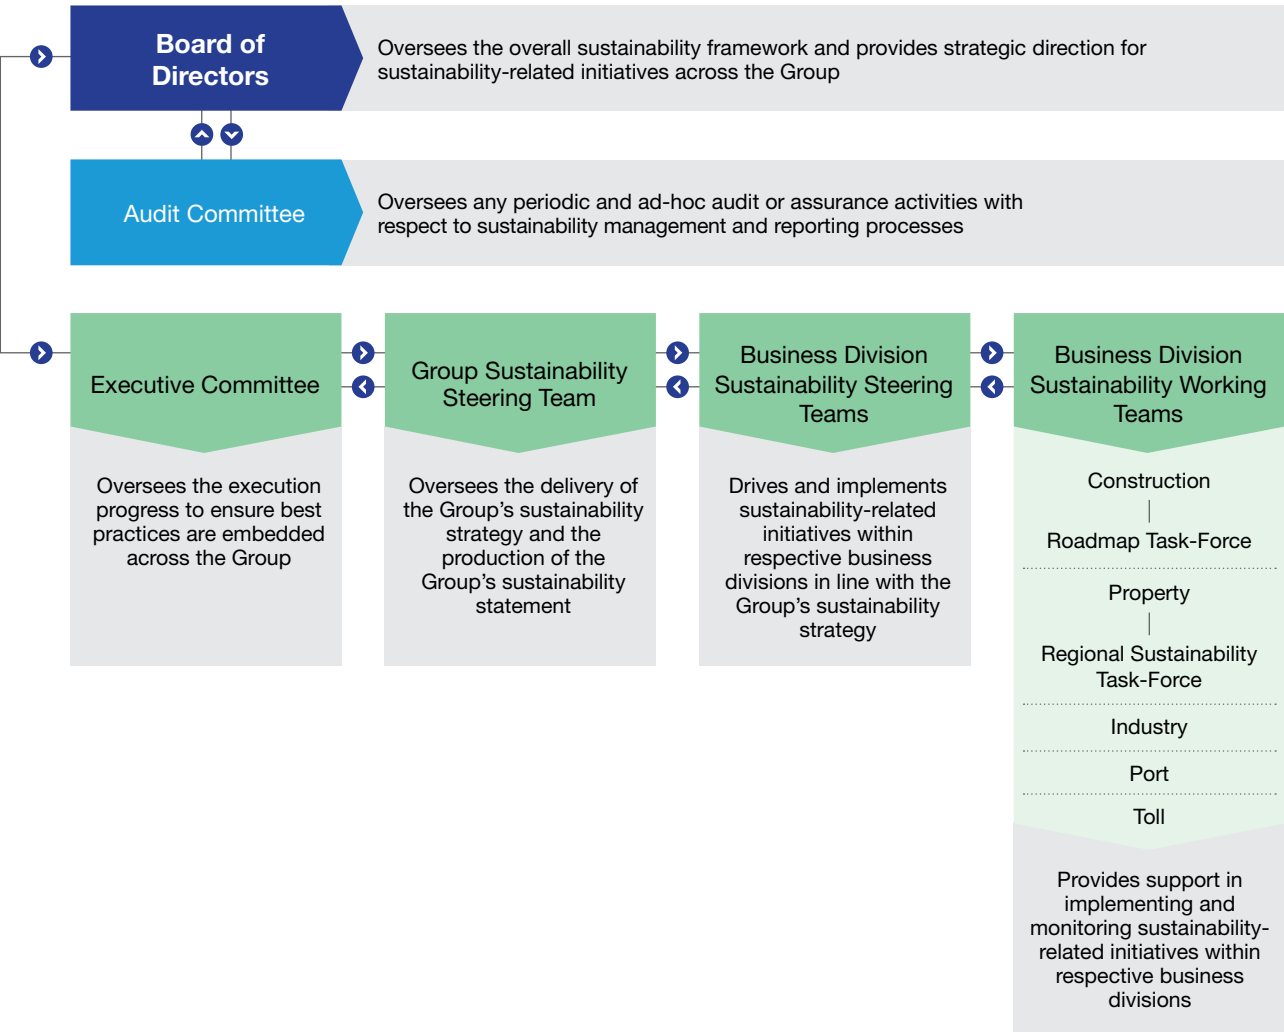 Board of
Directors
Oversees the overall sustainability framework and provides strategic direction for
sustainability-related initiatives across the Group
Audit Committee
Oversees any periodic and ad-hoc audit or assurance activities with
respect to sustainability management and reporting processes
Executive Committee
Oversees the execution
progress to ensure best
practices are embedded
across the Group
Group Sustainability
Steering Team
Oversees the delivery of
the Group’s sustainability
strategy and the
production of the
Group’s sustainability
statement
Business Division
Sustainability Steering
Teams
Drives and implements
sustainability-related
initiatives within
respective business
divisions in line with the
Group’s sustainability
strategy
Business Division
Sustainability Working
Teams
Construction
Roadmap Task-Force
Property
Regional Sustainability
Task-Force
Industry
Port
Toll
Provides support in
implementing and
monitoring sustainability-
related initiatives within
respective business
divisions